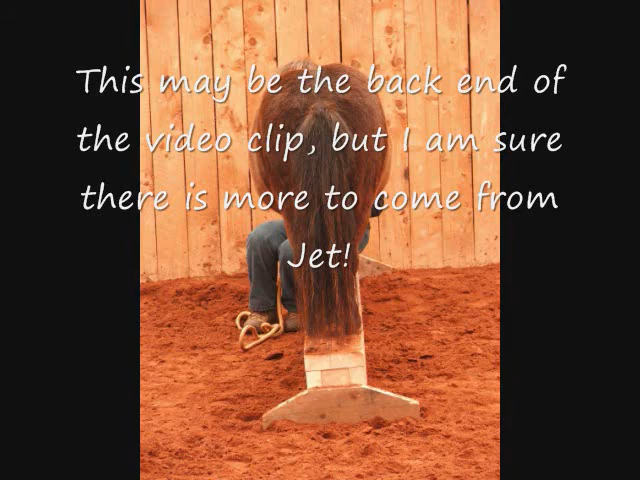 This may be the back end of
the video clip, but I am sure
there is more to come from
Jet!